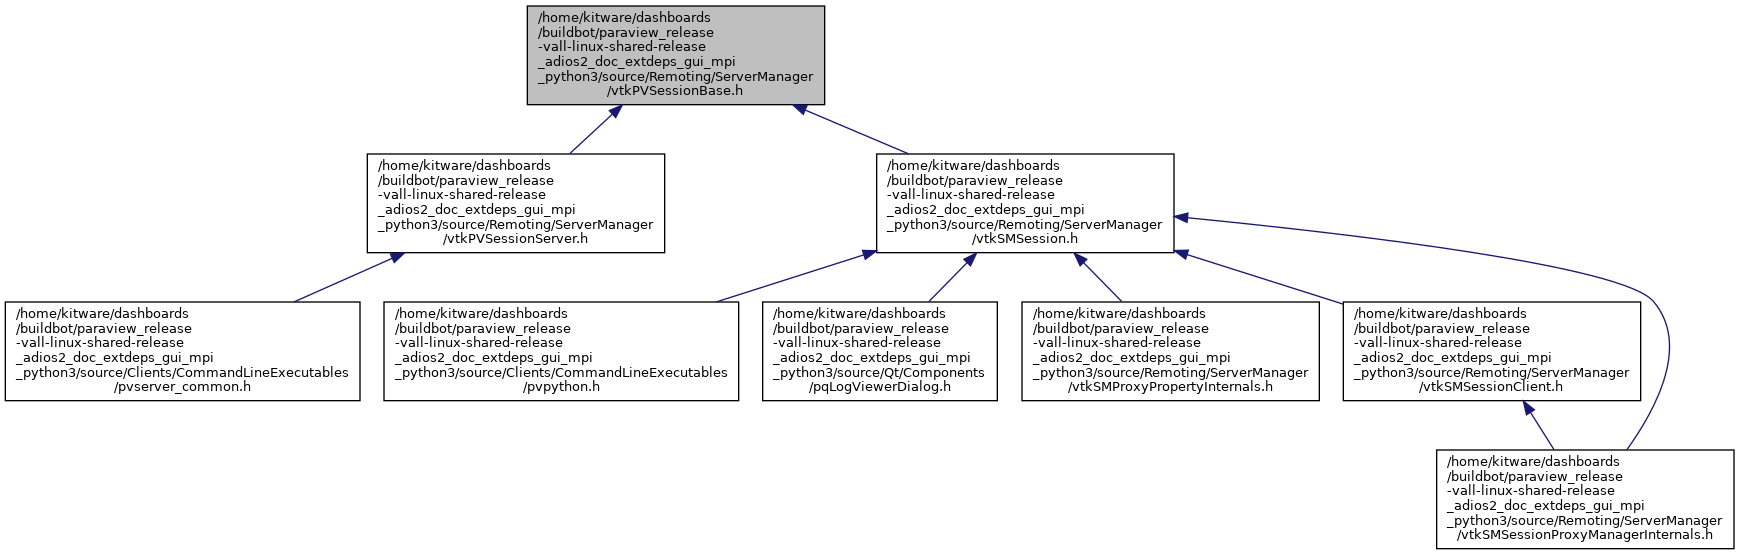 /home/kitware/dashboards
/buildbot/paraview_release
-vall-linux-shared-release
_adios2_doc_extdeps_gui_mpi
_python3/source/Remoting/ServerManager
/vtkPVSessionBase.h
/home/kitware/dashboards
/buildbot/paraview_release
-vall-linux-shared-release
_adios2_doc_extdeps_gui_mpi
_python3/source/Remoting/ServerManager
/vtkPVSessionServer.h
/home/kitware/dashboards
/buildbot/paraview_release
-vall-linux-shared-release
_adios2_doc_extdeps_gui_mpi
_python3/source/Remoting/ServerManager
/vtkSMSession.h
/home/kitware/dashboards
/buildbot/paraview_release
-vall-linux-shared-release
_adios2_doc_extdeps_gui_mpi
_python3/source/Clients/CommandLineExecutables
/pvserver_common.h
/home/kitware/dashboards
/buildbot/paraview_release
-vall-linux-shared-release
_adios2_doc_extdeps_gui_mpi
_python3/source/Clients/CommandLineExecutables
/pvpython.h
/home/kitware/dashboards
/buildbot/paraview_release
-vall-linux-shared-release
_adios2_doc_extdeps_gui_mpi
_python3/source/Qt/Components
/pqLogViewerDialog.h
/home/kitware/dashboards
/buildbot/paraview_release
-vall-linux-shared-release
_adios2_doc_extdeps_gui_mpi
_python3/source/Remoting/ServerManager
/vtkSMProxyPropertyInternals.h
/home/kitware/dashboards
/buildbot/paraview_release
-vall-linux-shared-release
_adios2_doc_extdeps_gui_mpi
_python3/source/Remoting/ServerManager
/vtkSMSessionClient.h
/home/kitware/dashboards
/buildbot/paraview_release
-vall-linux-shared-release
_adios2_doc_extdeps_gui_mpi
_python3/source/Remoting/ServerManager
/vtkSMSessionProxyManagerInternals.h